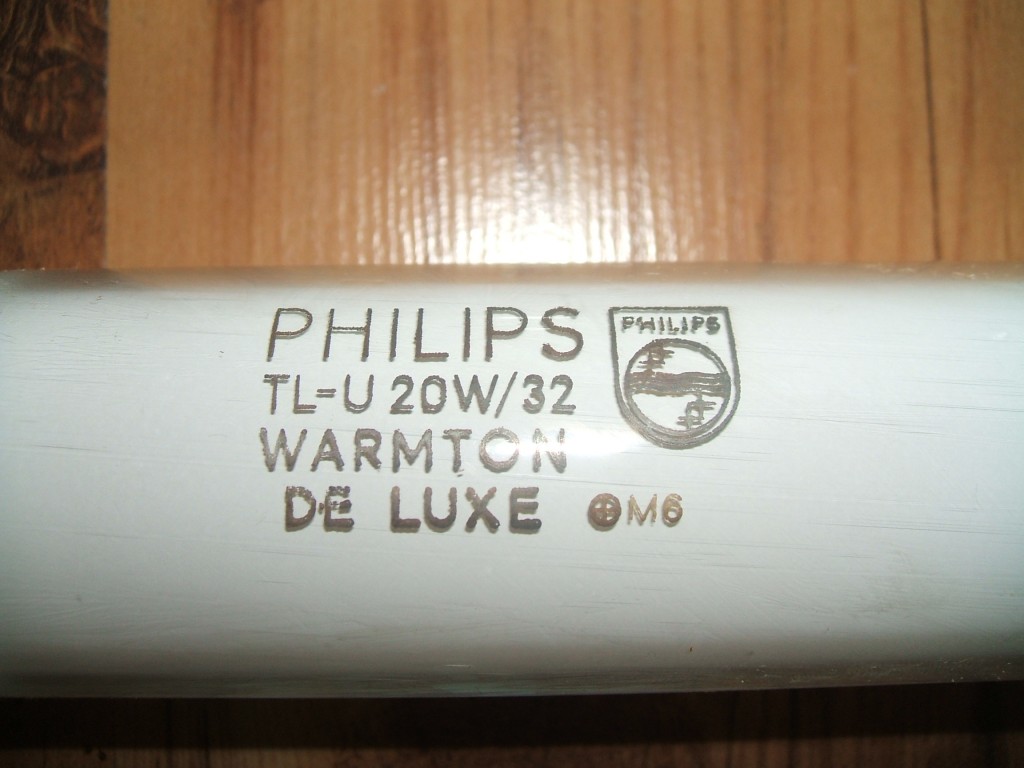 PHILIPS
PHILIPS
TL-U 20W/32
WARMTON
DE LUXE
M6